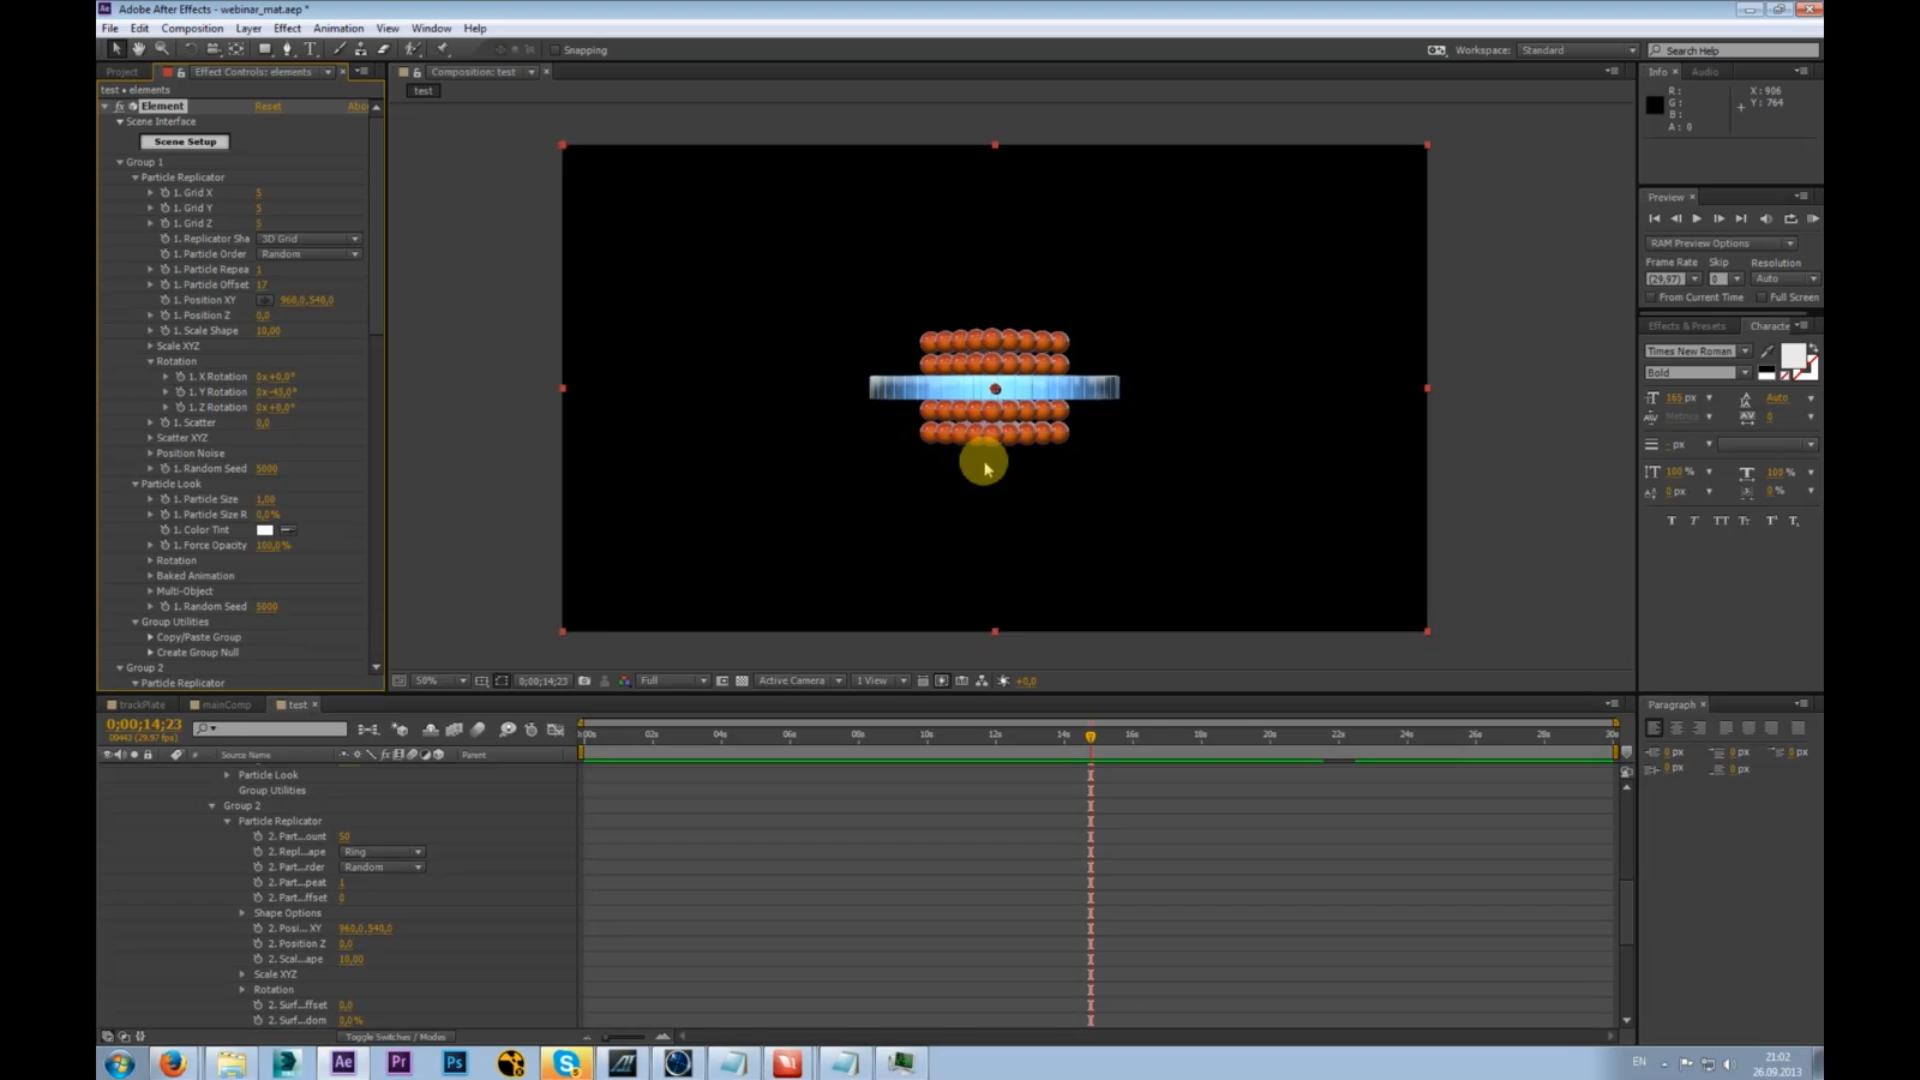 Adobe After Effects - webinar_mat.aep *
File Edit Composition Layer Effect Animation View Window Help
Snapping
Workspace: Standard
Search Help
Project
Effect Controls: elements
Composition: test
Info
Audio
test • elements
test
R:
G:
B:
A: 0
X: 906
Y: 764
Element
Reset
Abo
Scene Interface
Scene Setup
Group 1
Particle Replicator
1. Grid X 5
1. Grid Y 5
1. Grid Z 5
1. Replicator Sha 3D Grid
1. Particle Order Random
1. Particle Repea 1
1. Particle Offset 17
1. Position XY 960,0,540,0
1. Position Z 0,0
1. Scale Shape 10,00
Scale XYZ
Rotation
1. X Rotation 0x+0,0°
1. Y Rotation 0x-43,0°
1. Z Rotation 0x+0,0°
1. Scatter 0,0
Scatter XYZ
Position Noise
1. Random Seed 5000
Particle Look
1. Particle Size 1,00
1. Particle Size R 0,0%
1. Color Tint
1. Force Opacity 100,0%
Rotation
Baked Animation
Multi-Object
1. Random Seed 5000
Group Utilities
Copy/Paste Group
Create Group Null
Group 2
Particle Replicator
Preview
RAM Preview Options
Frame Rate Skip Resolution
(29,97) 0 Auto
From Current Time Full Screen
Effects & Presets
Characte
Times New Roman
Bold
165 px Auto
Metrics 0
- px
100 % 100 %
0 px 0 %
50%
0;00;14;23
Full
Active Camera
1 View
+0,0
trackPlate
mainComp
test
0;00;14;23
00443 (29.97 fps)
Source Name
Parent
0:00s 02s 04s 06s 08s 10s 12s 14s 16s 18s 20s 22s 24s 26s 28s 30s
Particle Look
Group Utilities
Group 2
Particle Replicator
2. Part...ount 50
2. Repl...ape Ring
2. Part...rder Random
2. Part...peat 1
2. Part...ffset 0
Shape Options
2. Posi... XY 960,0,540,0
2. Position Z 0,0
2. Scal...ape 10,00
Scale XYZ
Rotation
2. Surf...ffset 0,0
2. Surf...dom 0,0%
Toggle Switches / Modes
Paragraph
0 px 0 px 0 px
0 px 0 px
EN
21:02
26.09.2013